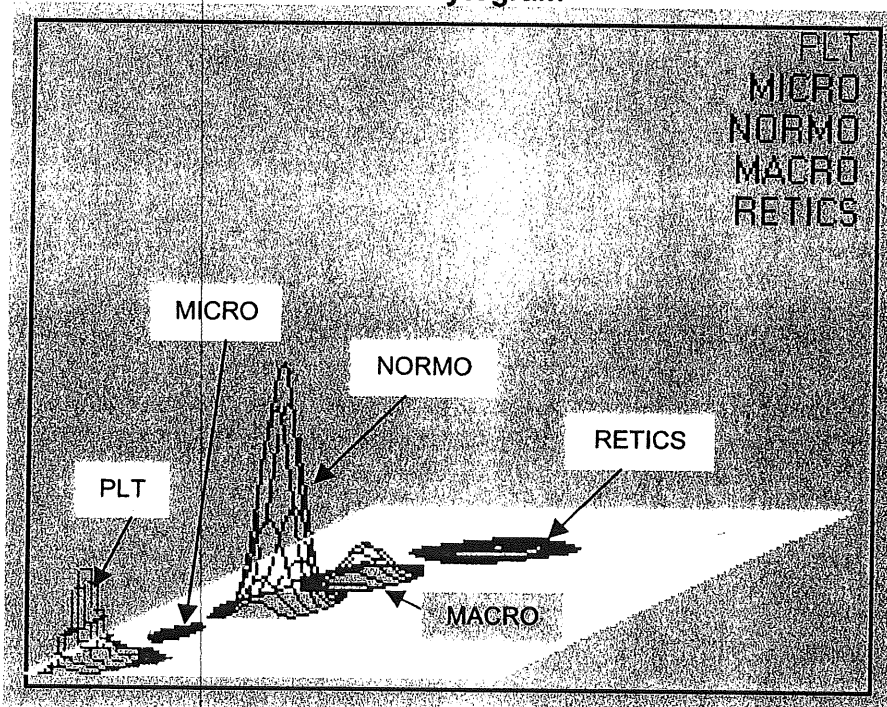 PLT
MICRO
NORMO
MACRO
RETICS
MICRO
NORMO
RETICS
PLT
MACRO